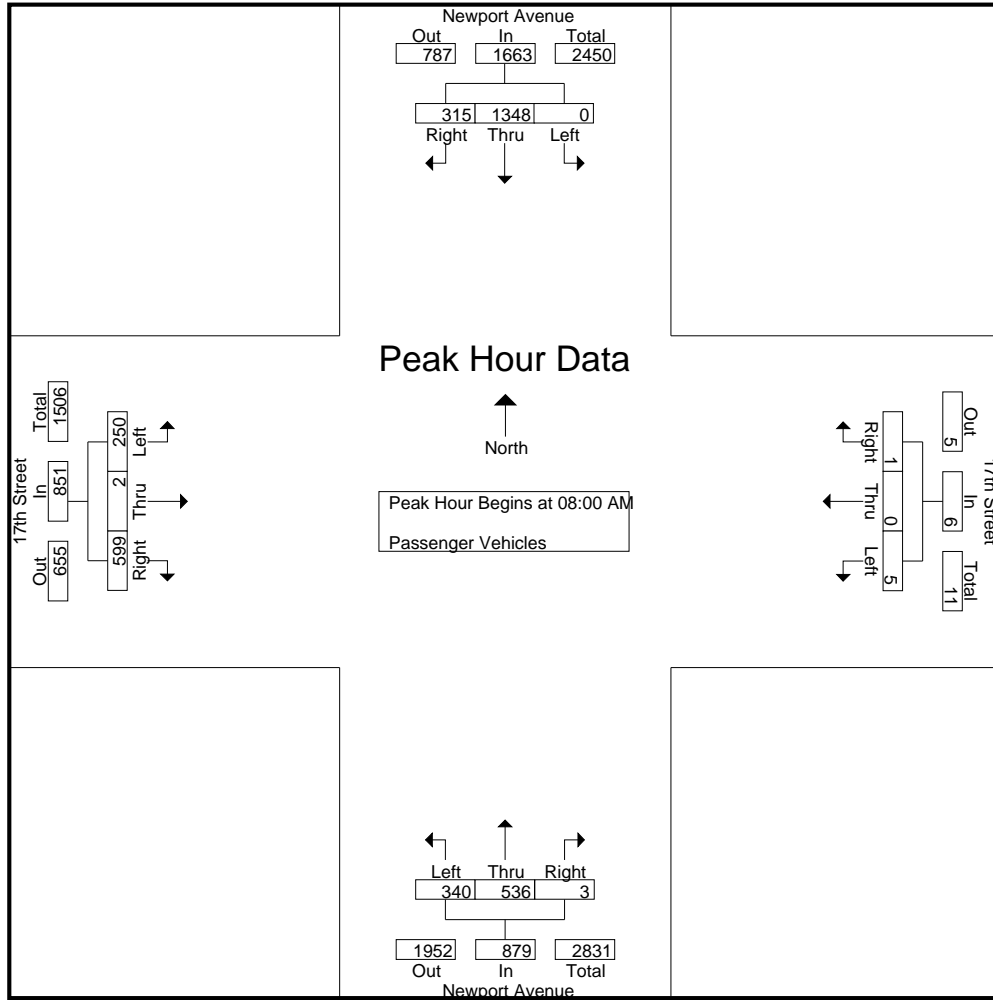 Newport Avenue
Out In Total
787 1663 2450
315 1348 0
Right Thru Left
Peak Hour Data
North
Peak Hour Begins at 08:00 AM
Passenger Vehicles
17th Street
Total In Out
1506 851 655
250 2 599
Left Thru Right
17th Street
Out In Total
5 6 11
1 0 5
Right Thru Left
Left Thru Right
340 536 3
1952 879 2831
Out In Total
Newport Avenue